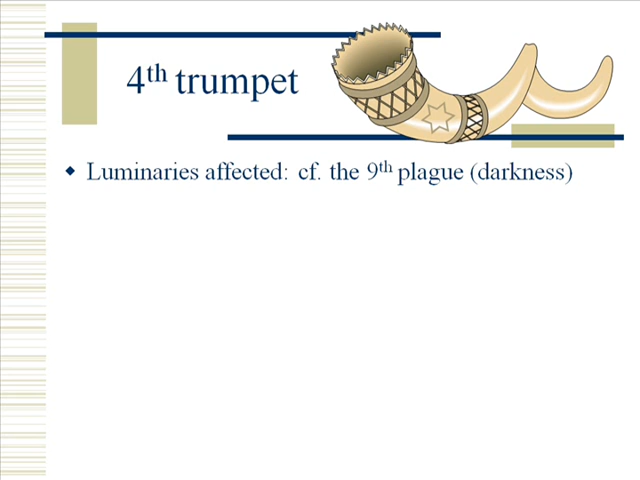 4th trumpet
Luminaries affected: cf. the 9th plague (darkness)